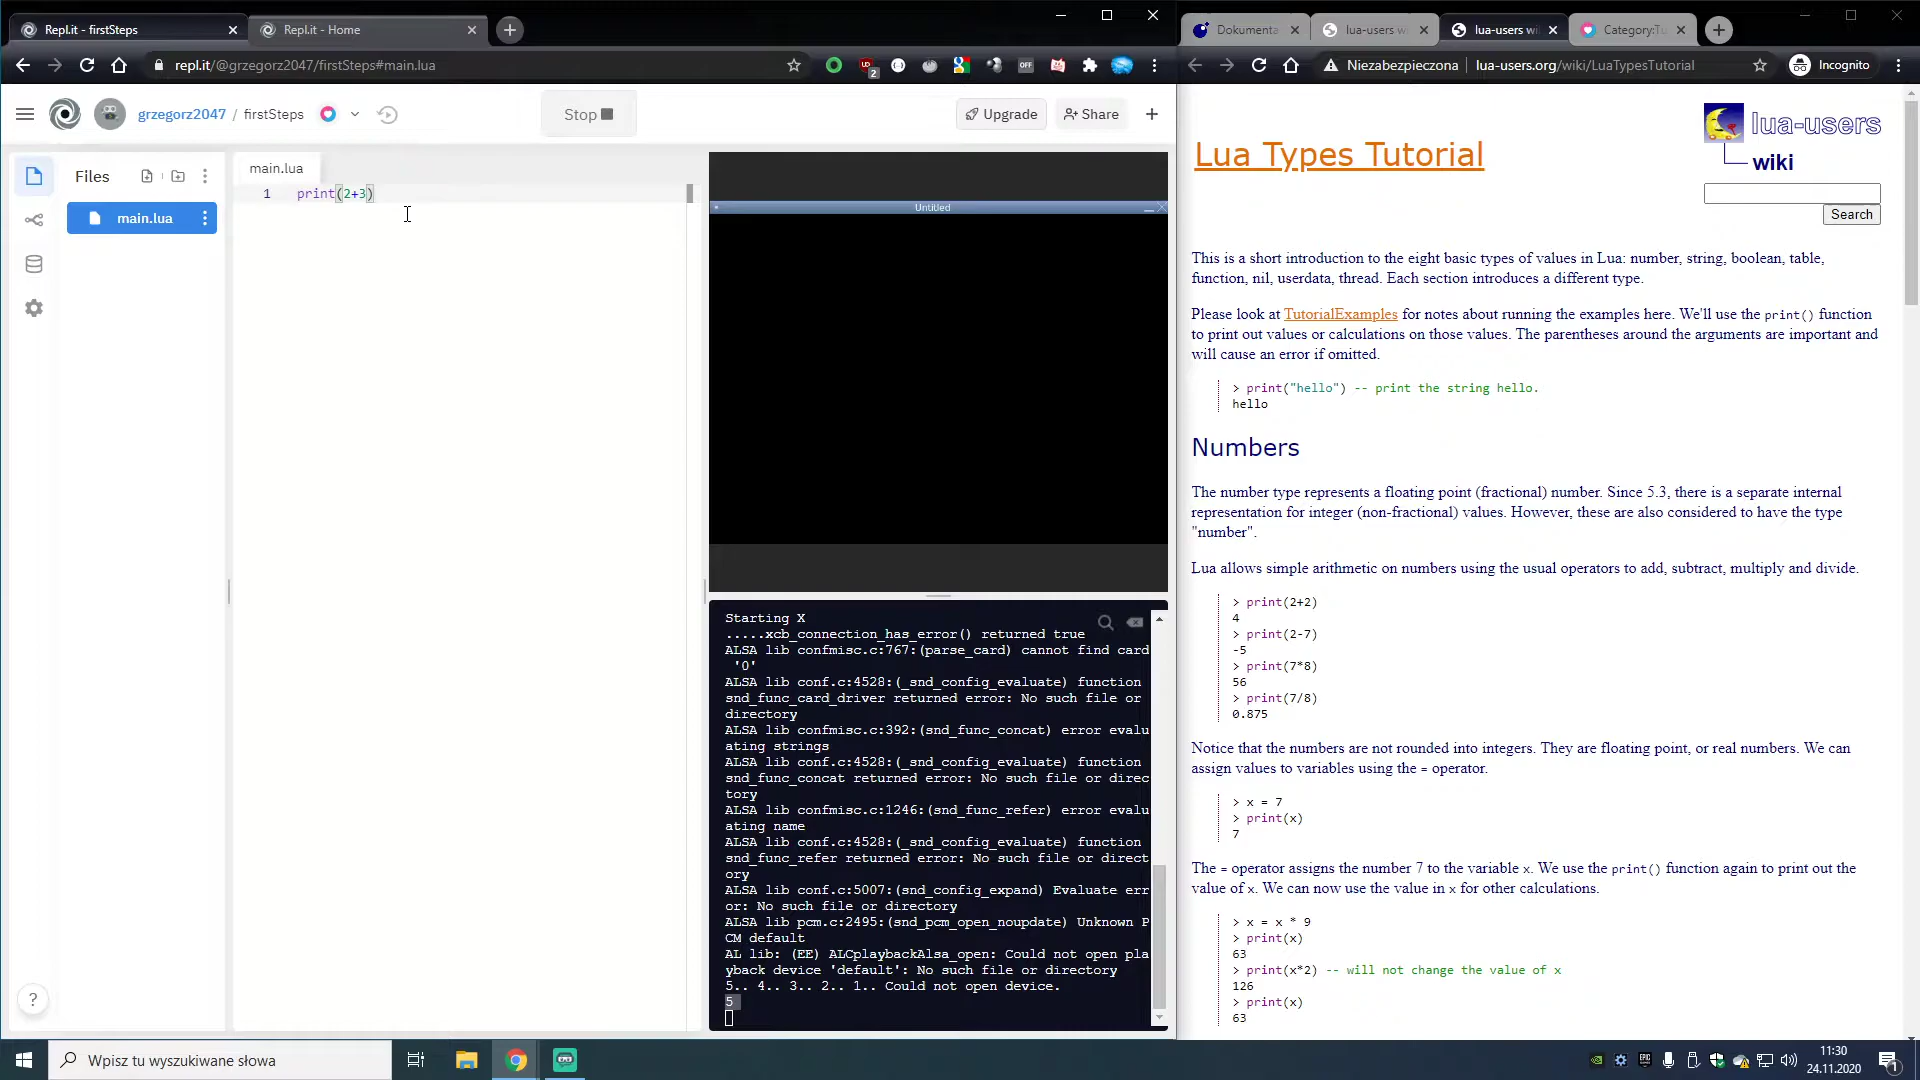 Repl.it - firstSteps
Repl.it - Home
repl.it/@grzegorz2047/firstSteps#main.lua
grzegorz2047 / firstSteps
Stop
Upgrade
Share
Files
main.lua
main.lua
1 print(2+3)
Untitled
Starting X
.....xcb_connection_has_error() returned true
ALSA lib confmisc.c:767:(parse_card) cannot find card
'0'
ALSA lib conf.c:4528:(_snd_config_evaluate) function
snd_func_card_driver returned error: No such file or
directory
ALSA lib confmisc.c:392:(snd_func_concat) error evalu
ating strings
ALSA lib conf.c:4528:(_snd_config_evaluate) function
snd_func_concat returned error: No such file or direc
tory
ALSA lib confmisc.c:1246:(snd_func_refer) error evalu
ating name
ALSA lib conf.c:4528:(_snd_config_evaluate) function
snd_func_refer returned error: No such file or direct
ory
ALSA lib conf.c:5007:(snd_config_expand) Evaluate err
or: No such file or directory
ALSA lib pcm.c:2495:(snd_pcm_open_noupdate) Unknown P
CM default
AL lib: (EE) ALCplaybackAlsa_open: Could not open pla
yback device 'default': No such file or directory
5.. 4.. 3.. 2.. 1.. Could not open device.
5
?
Dokumenta
lua-users wi
lua-users wi
Category:Tu
Niezabezpieczona
lua-users.org/wiki/LuaTypesTutorial
Incognito
Lua Types Tutorial
lua-users
wiki
Search
This is a short introduction to the eight basic types of values in Lua: number, string, boolean, table,
function, nil, userdata, thread. Each section introduces a different type.
Please look at TutorialExamples for notes about running the examples here. We'll use the print() function
to print out values or calculations on those values. The parentheses around the arguments are important and
will cause an error if omitted.
> print("hello") -- print the string hello.
hello
Numbers
The number type represents a floating point (fractional) number. Since 5.3, there is a separate internal
representation for integer (non-fractional) values. However, these are also considered to have the type
"number".
Lua allows simple arithmetic on numbers using the usual operators to add, subtract, multiply and divide.
> print(2+2)
4
> print(2-7)
-5
> print(7*8)
56
> print(7/8)
0.875
Notice that the numbers are not rounded into integers. They are floating point, or real numbers. We can
assign values to variables using the = operator.
> x = 7
> print(x)
7
The = operator assigns the number 7 to the variable x. We use the print() function again to print out the
value of x. We can now use the value in x for other calculations.
> x = x * 9
> print(x)
63
> print(x*2) -- will not change the value of x
126
> print(x)
63
Wpisz tu wyszukiwane słowa
11:30
24.11.2020